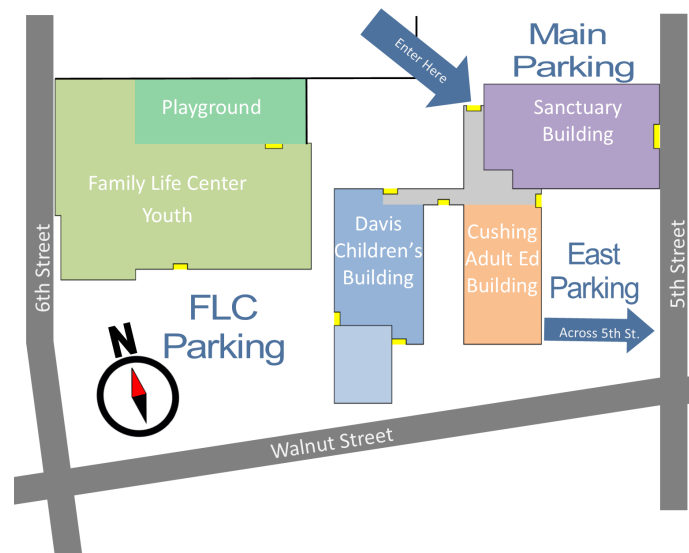 Enter Here
Main
Parking
Playground
Sanctuary
Building
Family Life Center
Youth
6th Street
Davis
Children's
Building
Cushing
Adult Ed
Building
East
Parking
5th Street
FLC
Parking
Across 5th St.
N
Walnut Street